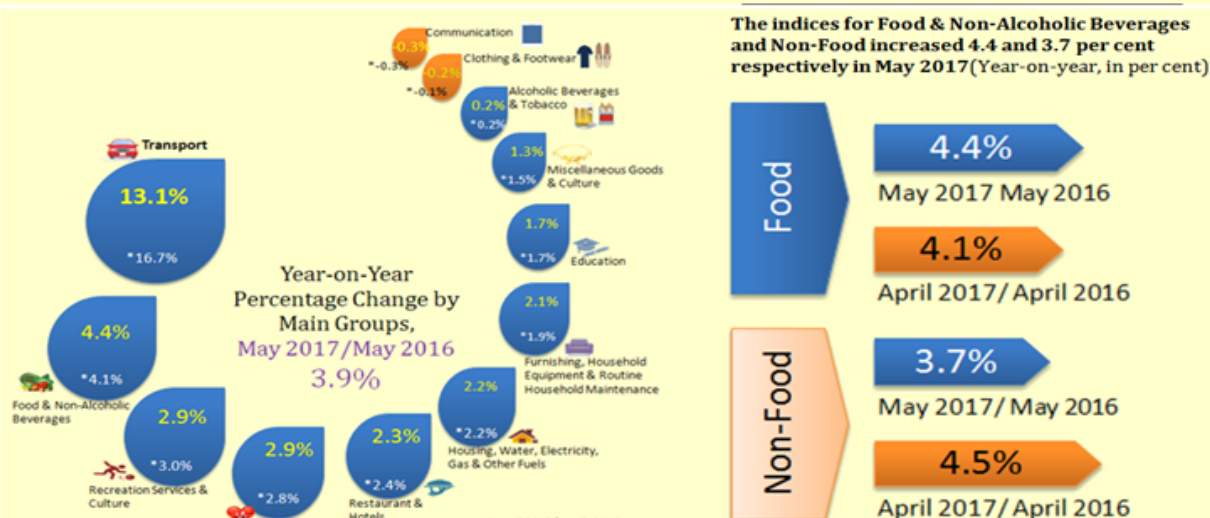 Communication
-0.3%
*-0.3%
Clothing & Footwear
-0.2%
*-0.1%
Alcoholic Beverages
& Tobacco
0.2%
*0.2%
1.3%
*1.5%
Miscellaneous Goods
& Culture
1.7%
*1.7%
Education
2.1%
*1.9%
Furnishing, Household
Equipment & Routine
Household Maintenance
2.2%
*2.2%
Housing, Water, Electricity,
Gas & Other Fuels
2.3%
*2.4%
Restaurant &
Hotels
2.9%
*2.8%
2.9%
*3.0%
Recreation Services &
Culture
4.4%
*4.1%
Food & Non-Alcoholic
Beverages
Transport
13.1%
*16.7%
Year-on-Year
Percentage Change by
Main Groups,
May 2017/May 2016
3.9%
The indices for Food & Non-Alcoholic Beverages
and Non-Food increased 4.4 and 3.7 per cent
respectively in May 2017(Year-on-year, in per cent)
Food
4.4%
May 2017 May 2016
4.1%
April 2017/ April 2016
Non-Food
3.7%
May 2017/ May 2016
4.5%
April 2017/ April 2016